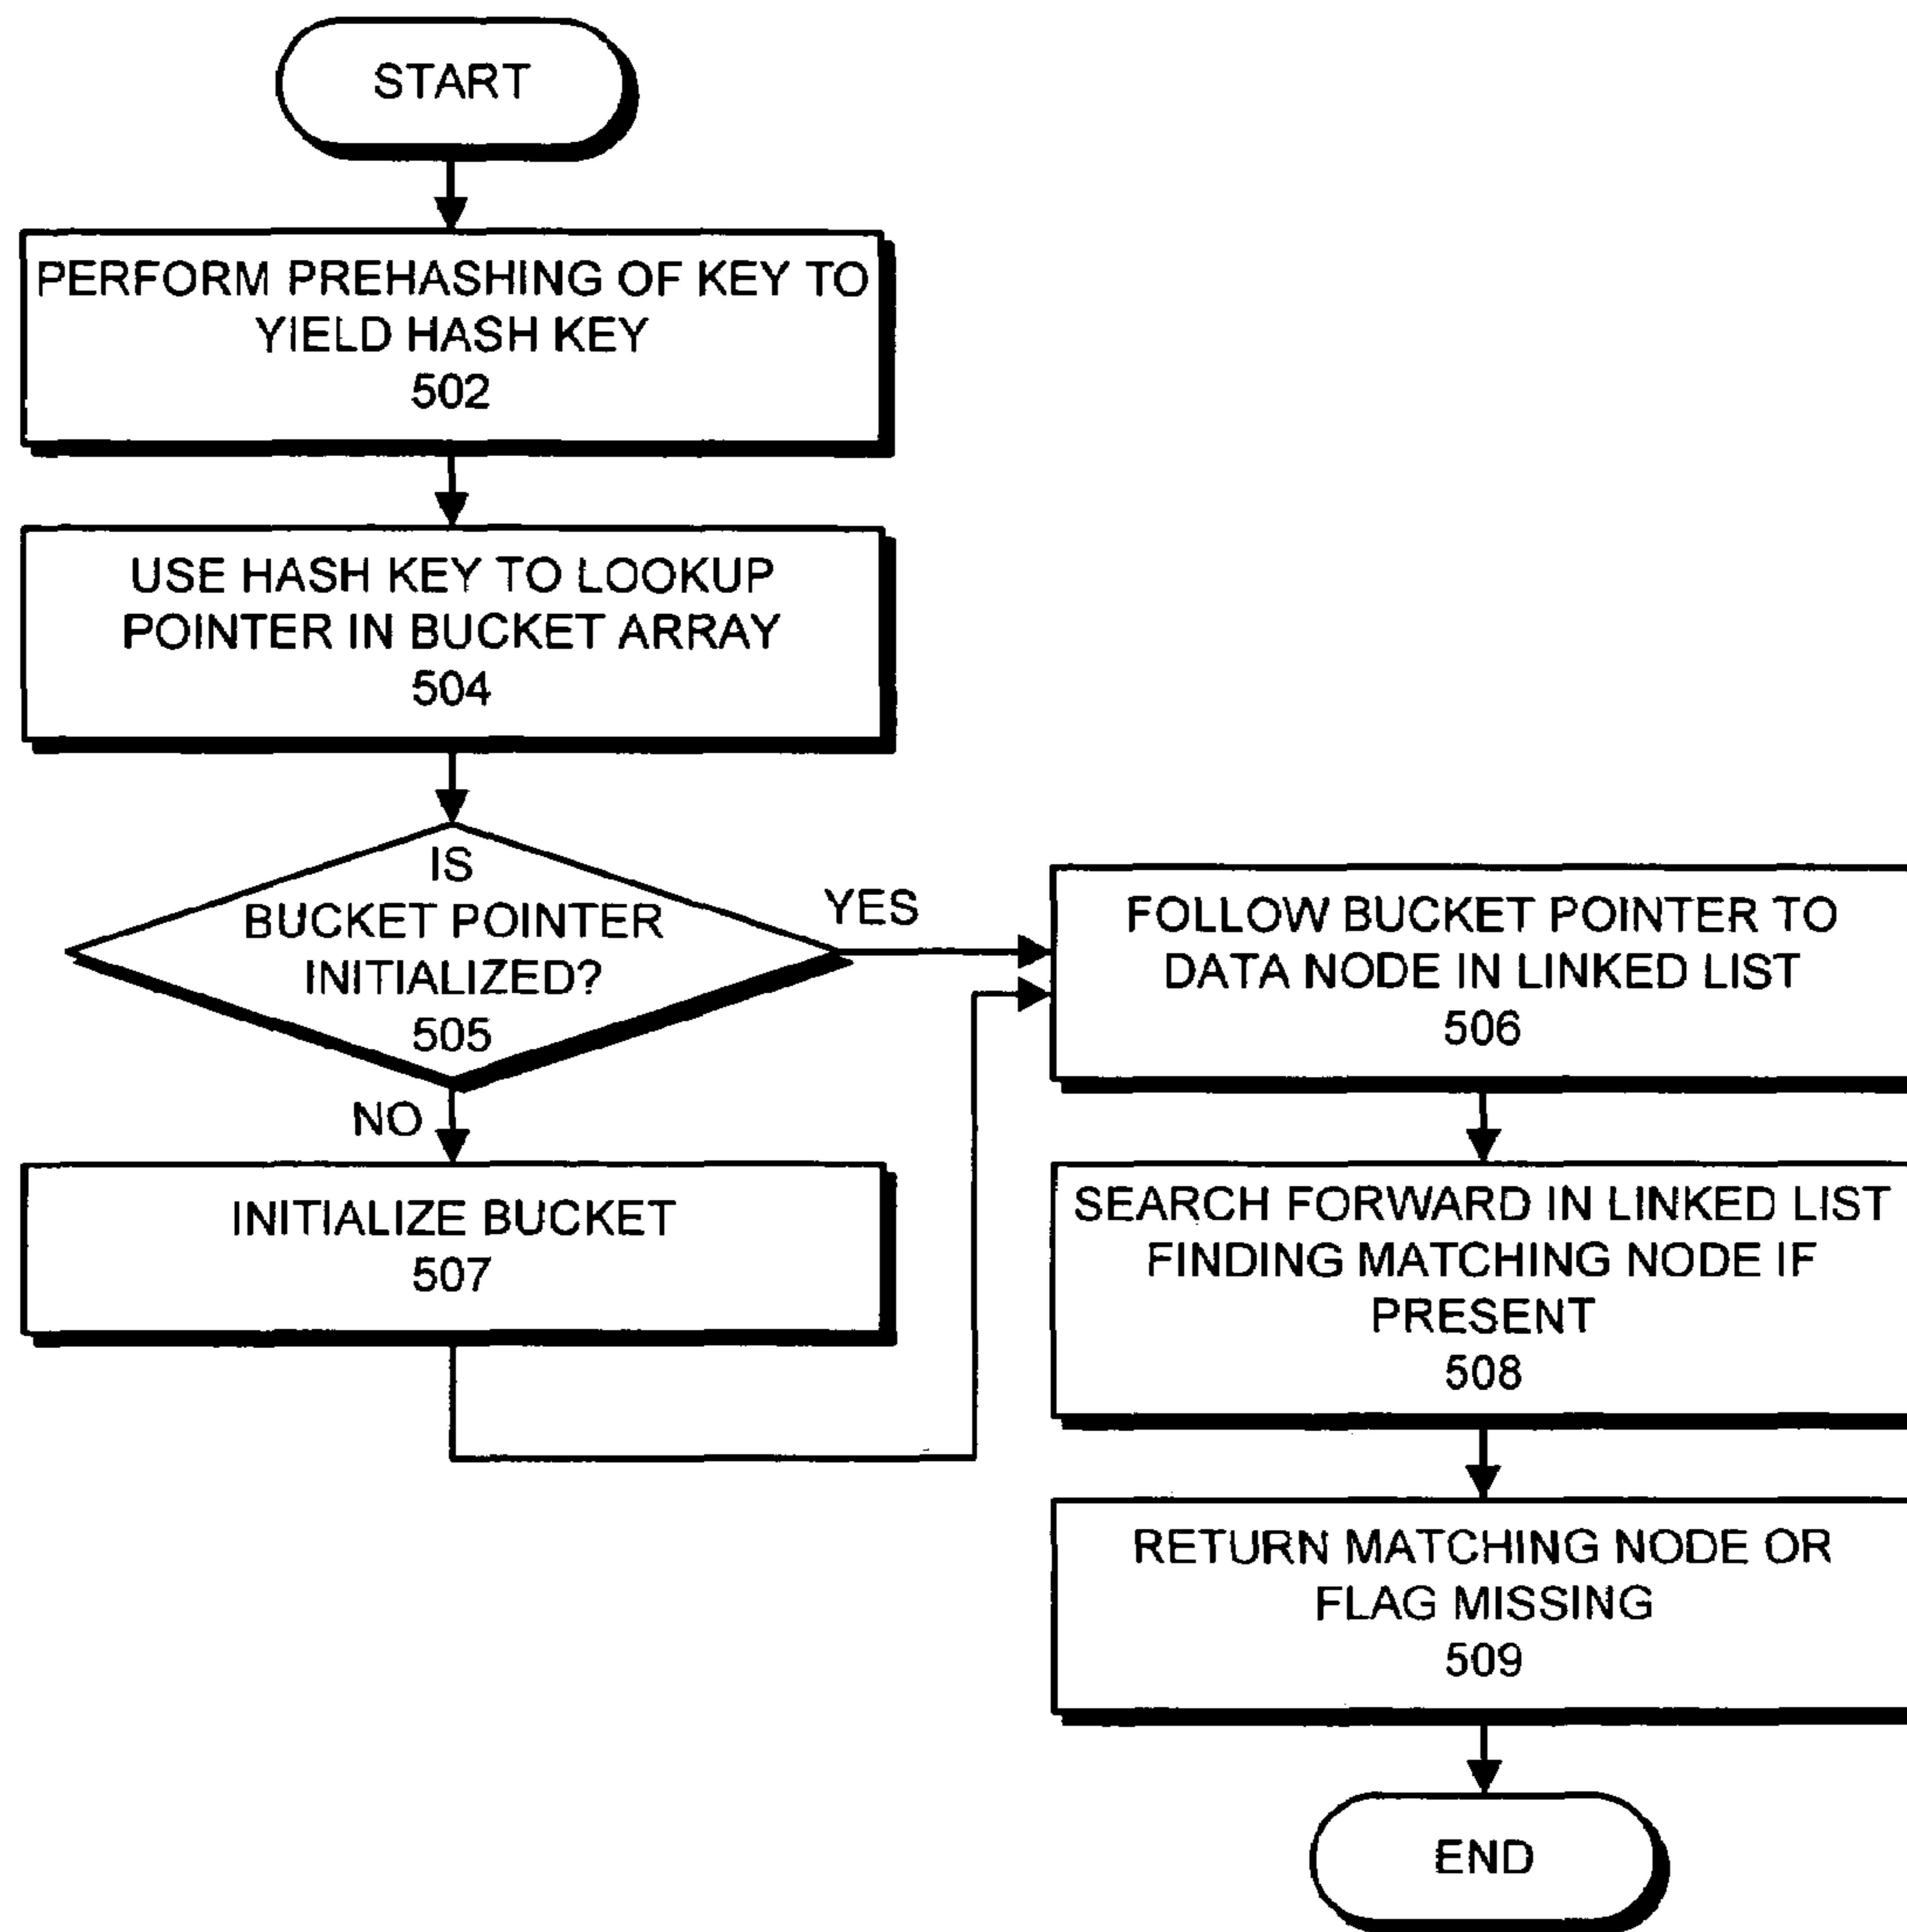 START
PERFORM PREHASHING OF KEY TO
YIELD HASH KEY
502
USE HASH KEY TO LOOKUP
POINTER IN BUCKET ARRAY
504
IS
BUCKET POINTER
INITIALIZED?
505
YES
NO
INITIALIZE BUCKET
507
FOLLOW BUCKET POINTER TO
DATA NODE IN LINKED LIST
506
SEARCH FORWARD IN LINKED LIST
FINDING MATCHING NODE IF
PRESENT
508
RETURN MATCHING NODE OR
FLAG MISSING
509
END